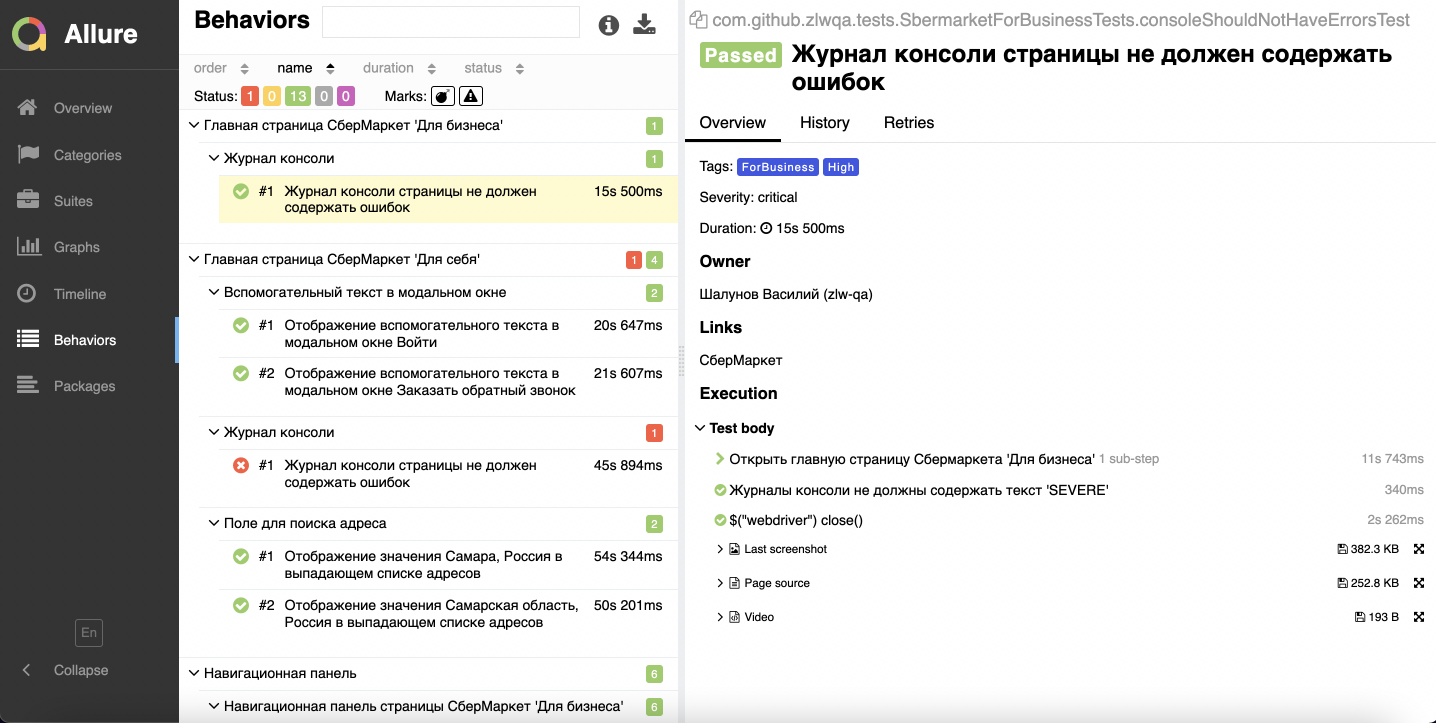 Allure
Overview
Categories
Suites
Graphs
Timeline
Behaviors
Packages
En
Collapse
Behaviors
order name duration status
Status: 1 0 13 0 0 Marks:
Главная страница СберМаркет 'Для бизнеса' 1
Журнал консоли 1
#1 Журнал консоли страницы не должен 15s 500ms
содержать ошибок
Главная страница СберМаркет 'Для себя' 1 4
Вспомогательный текст в модальном окне 2
#1 Отображение вспомогательного текста в 20s 647ms
модальном окне Войти
#2 Отображение вспомогательного текста в 21s 607ms
модальном окне Заказать обратный звонок
Журнал консоли 1
#1 Журнал консоли страницы не должен 45s 894ms
содержать ошибок
Поле для поиска адреса 2
#1 Отображение значения Самара, Россия в 54s 344ms
выпадающем списке адресов
#2 Отображение значения Самарская область, 50s 201ms
Россия в выпадающем списке адресов
Навигационная панель 6
Навигационная панель страницы СберМаркет 'Для бизнеса' 6
com.github.zlwqa.tests.SbermarketForBusinessTests.consoleShouldNotHaveErrorsTest
Passed Журнал консоли страницы не должен содержать
ошибок
Overview History Retries
Tags: ForBusiness High
Severity: critical
Duration: 15s 500ms
Owner
Шалунов Василий (zlw-qa)
Links
СберМаркет
Execution
Test body
Открыть главную страницу Сбермаркета 'Для бизнеса' 1 sub-step 11s 743ms
Журналы консоли не должны содержать текст 'SEVERE' 340ms
$("webdriver") close() 2s 262ms
Last screenshot 382.3 KB
Page source 252.8 KB
Video 193 B